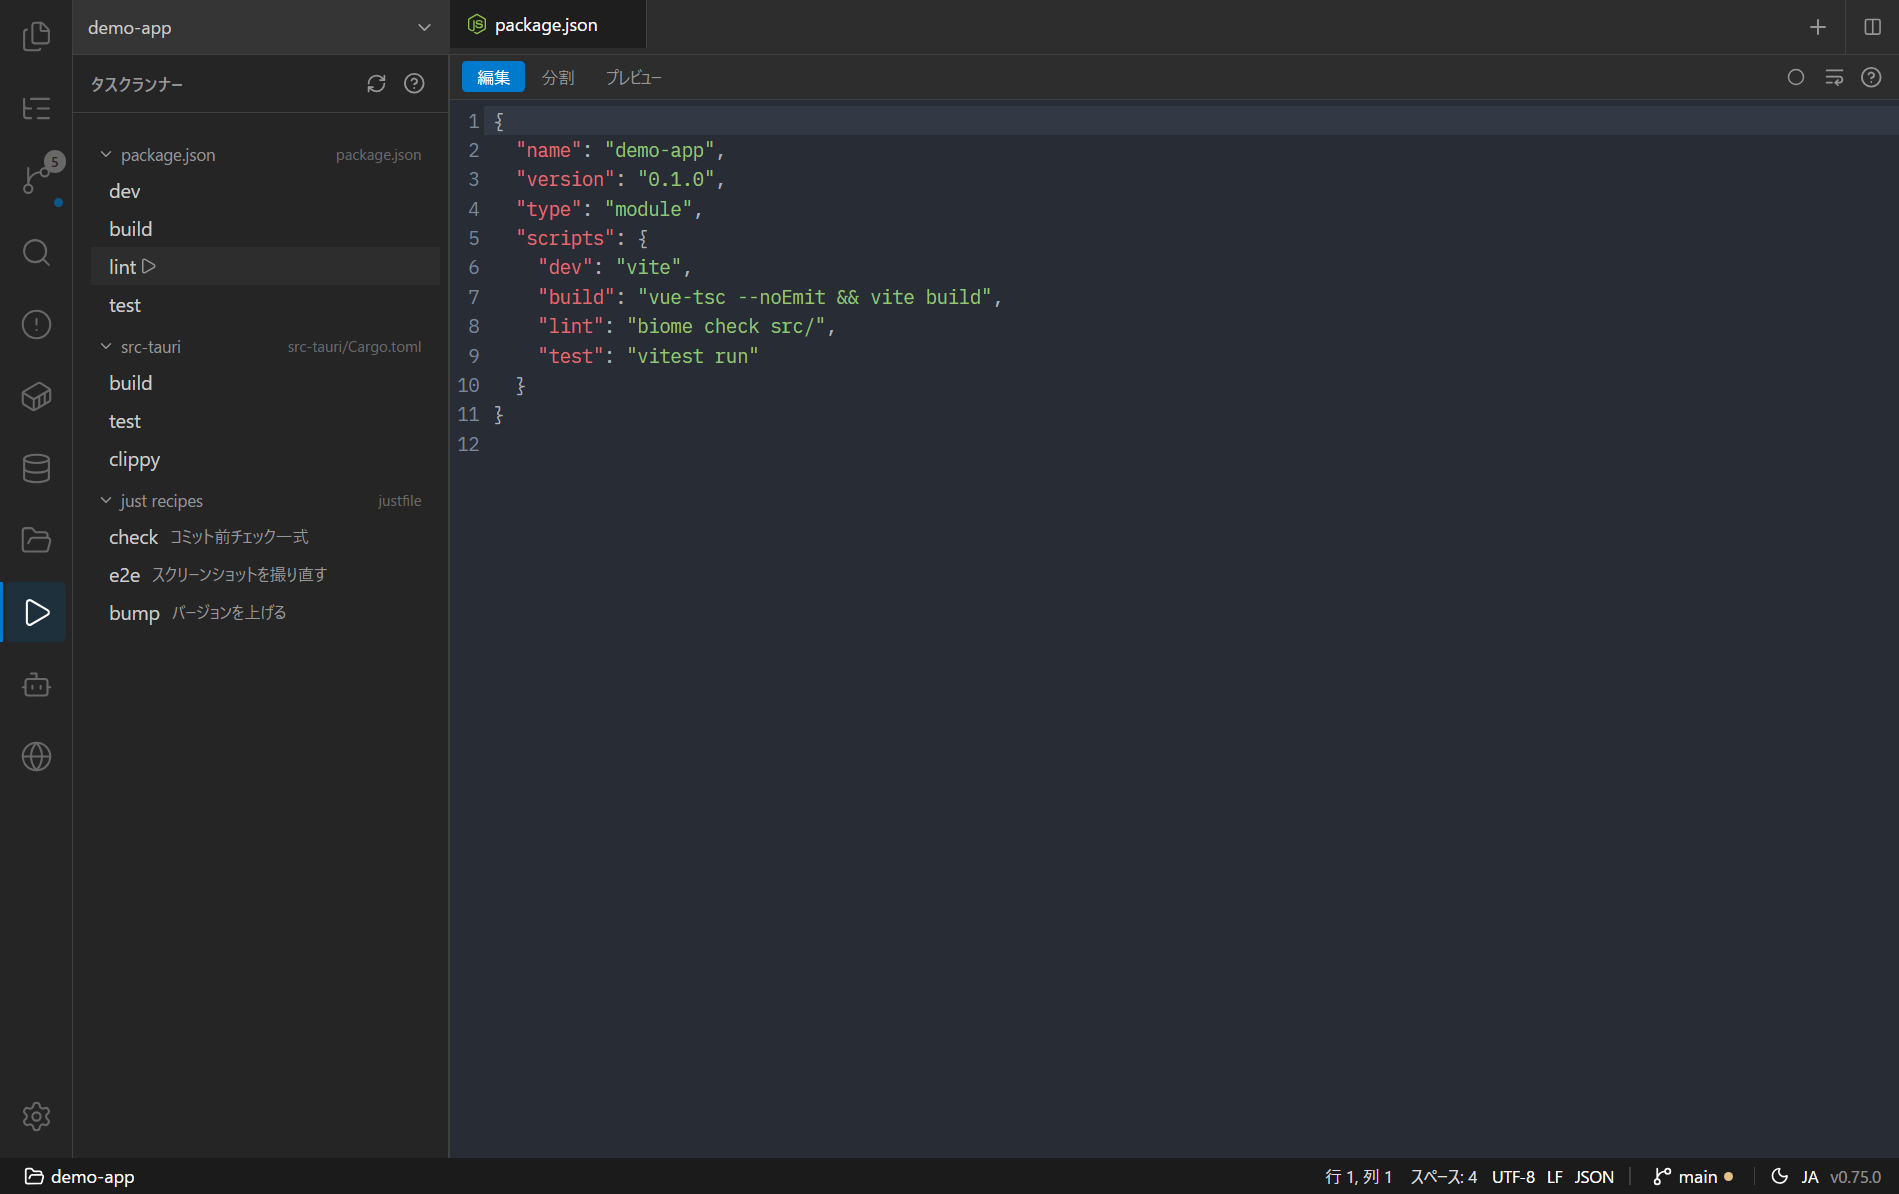 demo-app
package.json
タスクランナー
編集 分割 プレビュー
5
package.json package.json
dev
build
lint
test
src-tauri src-tauri/Cargo.toml
build
test
clippy
just recipes justfile
check コミット前チェック一式
e2e スクリーンショットを撮り直す
bump バージョンを上げる
1 {
2 "name": "demo-app",
3 "version": "0.1.0",
4 "type": "module",
5 "scripts": {
6 "dev": "vite",
7 "build": "vue-tsc --noEmit && vite build",
8 "lint": "biome check src/",
9 "test": "vitest run"
10 }
11 }
12
demo-app
行 1, 列 1 スペース: 4 UTF-8 LF JSON main JA v0.75.0